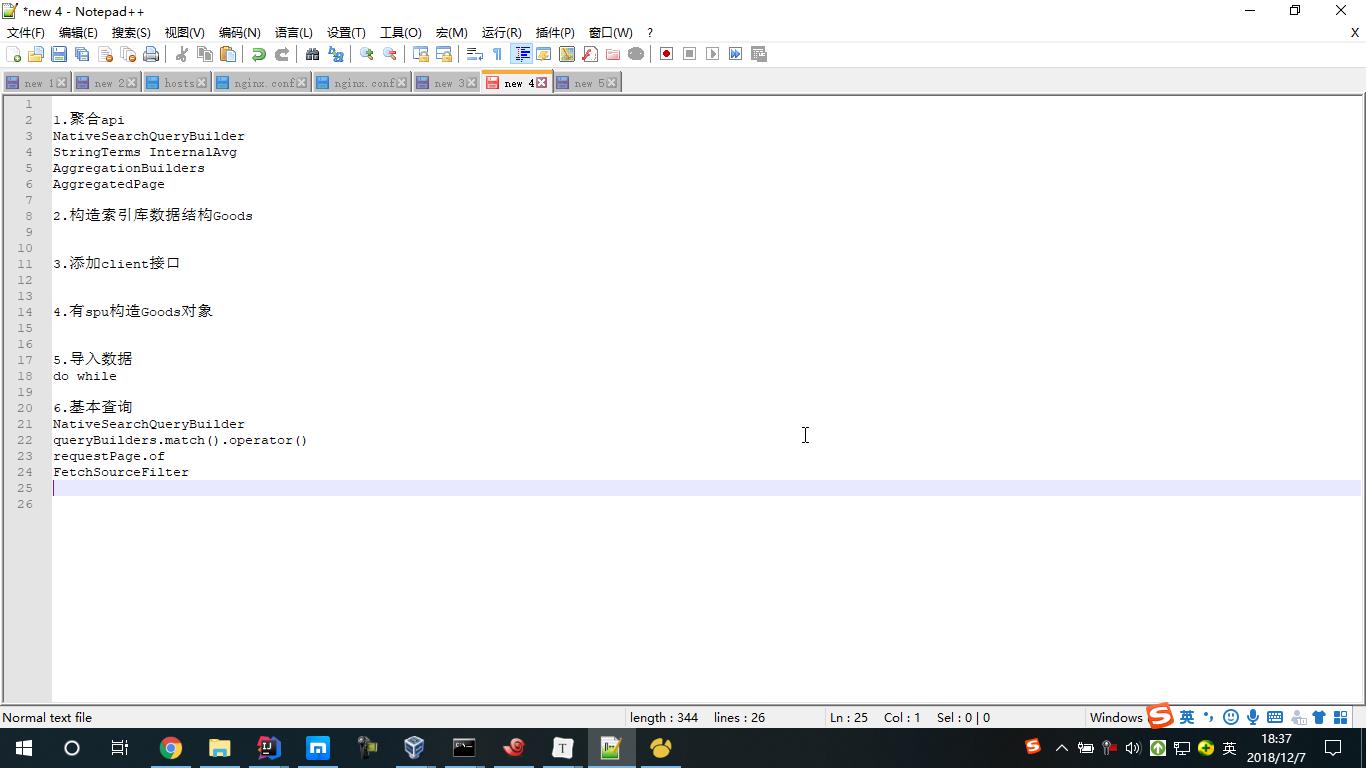 *new 4 - Notepad++
文件(F) 编辑(E) 搜索(S) 视图(V) 编码(N) 语言(L) 设置(T) 工具(O) 宏(M) 运行(R) 插件(P) 窗口(W) ? X
new 1 new 2 hosts nginx.conf nginx.conf new 3 new 4 new 5
1
2 1.聚合api
3 NativeSearchQueryBuilder
4 StringTerms InternalAvg
5 AggregationBuilders
6 AggregatedPage
7
8 2.构造索引库数据结构Goods
9
10
11 3.添加client接口
12
13
14 4.有spu构造Goods对象
15
16
17 5.导入数据
18 do while
19
20 6.基本查询
21 NativeSearchQueryBuilder
22 queryBuilders.match().operator()
23 requestPage.of
24 FetchSourceFilter
25
26
Normal text file length : 344 lines : 26 Ln : 25 Col : 1 Sel : 0 | 0 Windows 英
英 18:37
2018/12/7